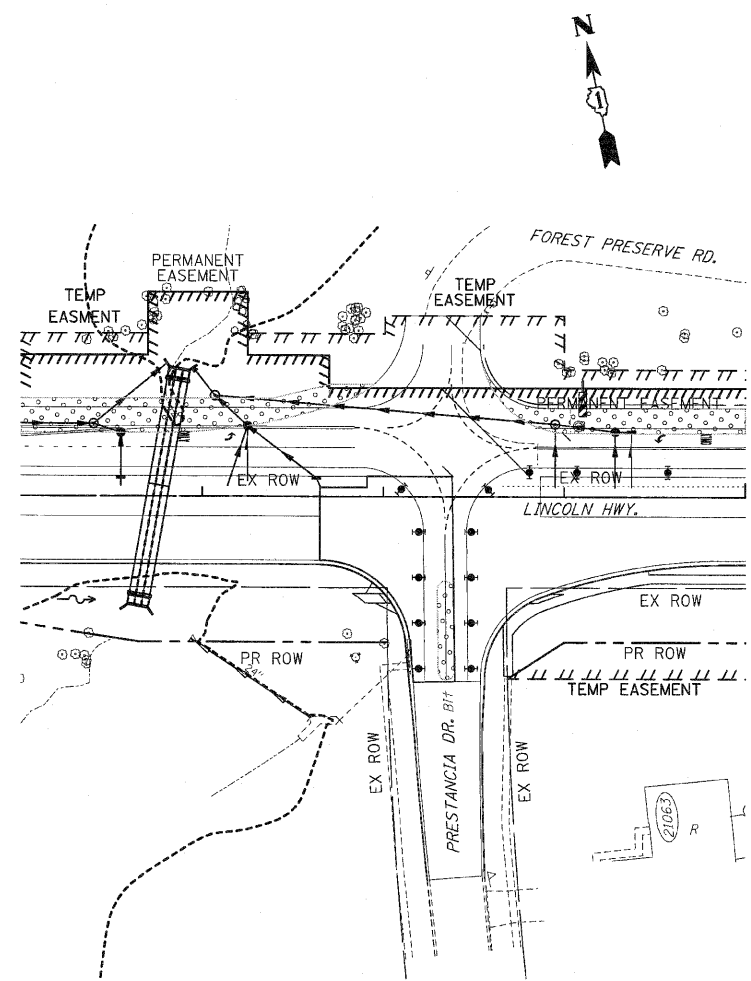 N
1
FOREST PRESERVE RD.
PERMANENT
EASEMENT
TEMP
EASMENT
TEMP
EASEMENT
PERMANENT EASEMENT
EX ROW
EX ROW
LINCOLN HWY.
EX ROW
PR ROW
PR ROW
24"
TEMP EASEMENT
EX ROW
PRESTANCIA DR. Bit
EX ROW
21063
R